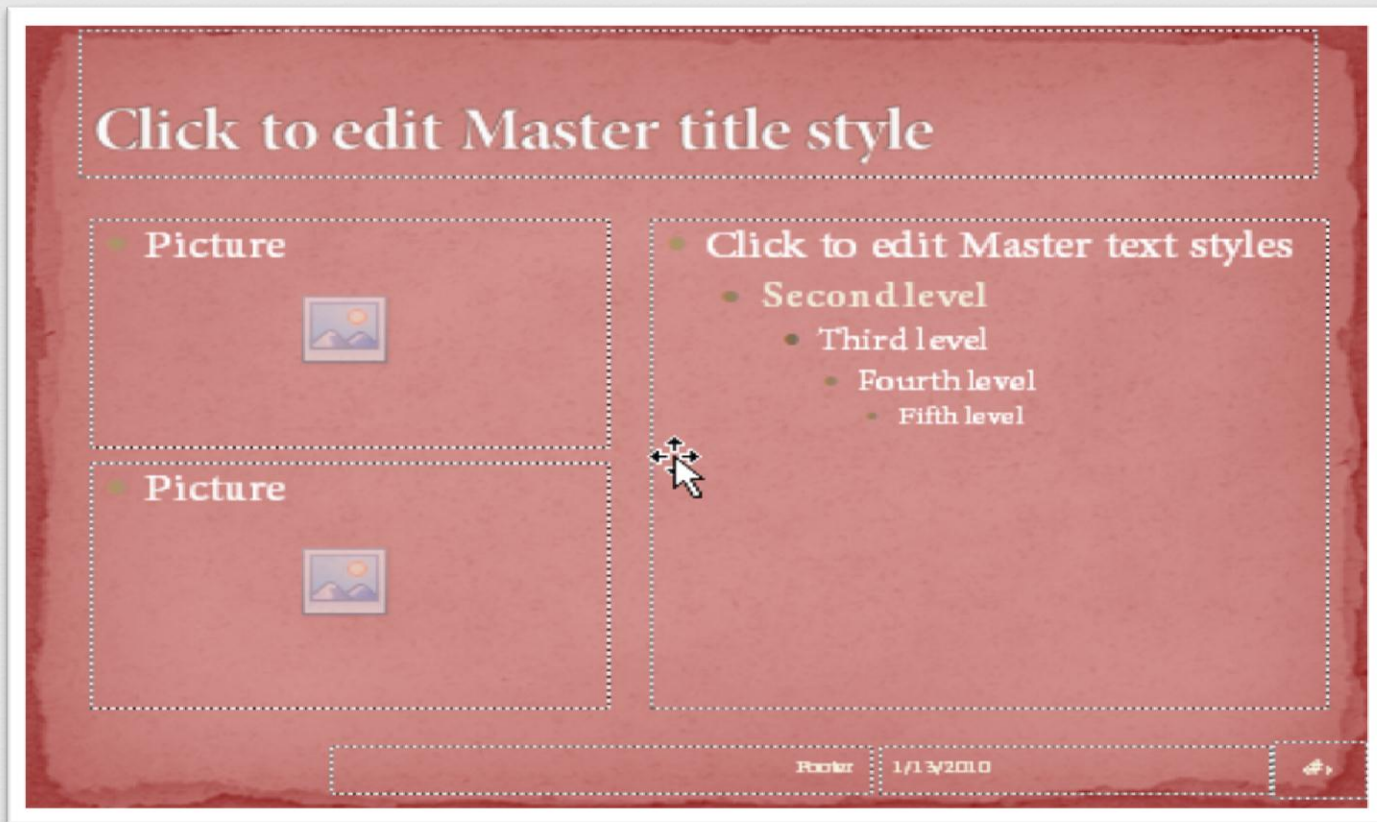 Click to edit Master title style
Picture
Picture
Click to edit Master text styles
Second level
Third level
Fourth level
Fifth level
Footer
1/13/2010
‹#›